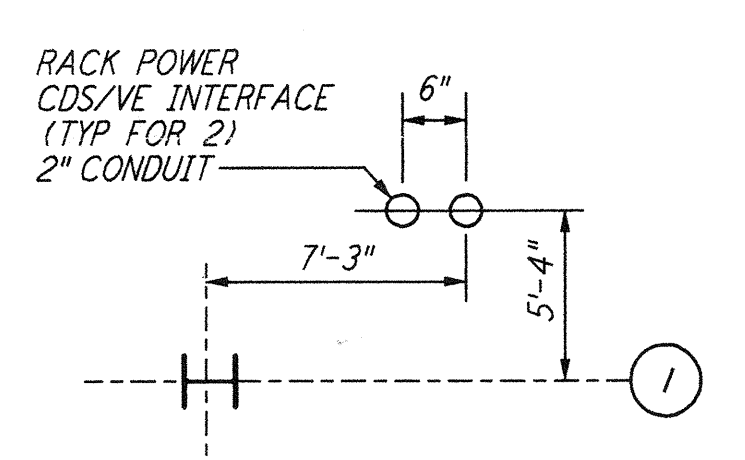 RACK POWER
CDS/VE INTERFACE
(TYP FOR 2)
2" CONDUIT
6"
7'-3"
5'-4"
1